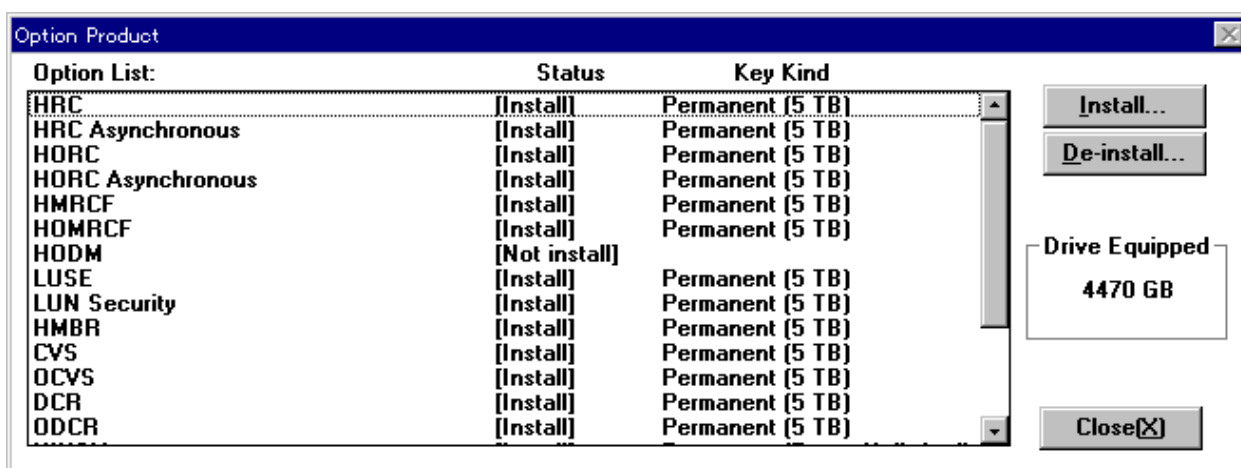 Option Product
Option List: Status Key Kind
HRC [Install] Permanent (5 TB)
HRC Asynchronous [Install] Permanent (5 TB)
HORC [Install] Permanent (5 TB)
HORC Asynchronous [Install] Permanent (5 TB)
HMRCF [Install] Permanent (5 TB)
HOMRCF [Install] Permanent (5 TB)
HODM [Not install]
LUSE [Install] Permanent (5 TB)
LUN Security [Install] Permanent (5 TB)
HMBR [Install] Permanent (5 TB)
CVS [Install] Permanent (5 TB)
OCVS [Install] Permanent (5 TB)
DCR [Install] Permanent (5 TB)
ODCR [Install] Permanent (5 TB)
Install...
De-install...
Drive Equipped
4470 GB
Close(X)